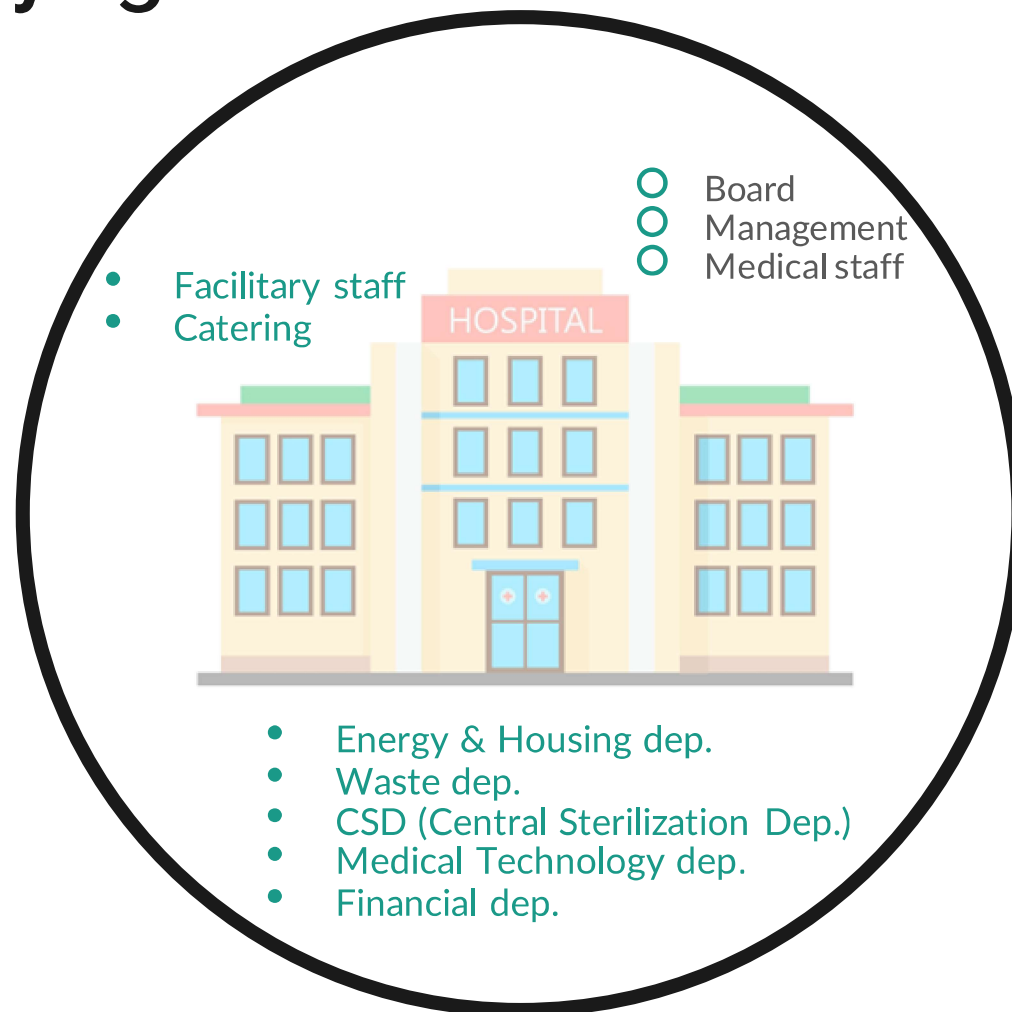 Board
Management
Medical staff
Facilitary staff
Catering
HOSPITAL
Energy & Housing dep.
Waste dep.
CSD (Central Sterilization Dep.)
Medical Technology dep.
Financial dep.